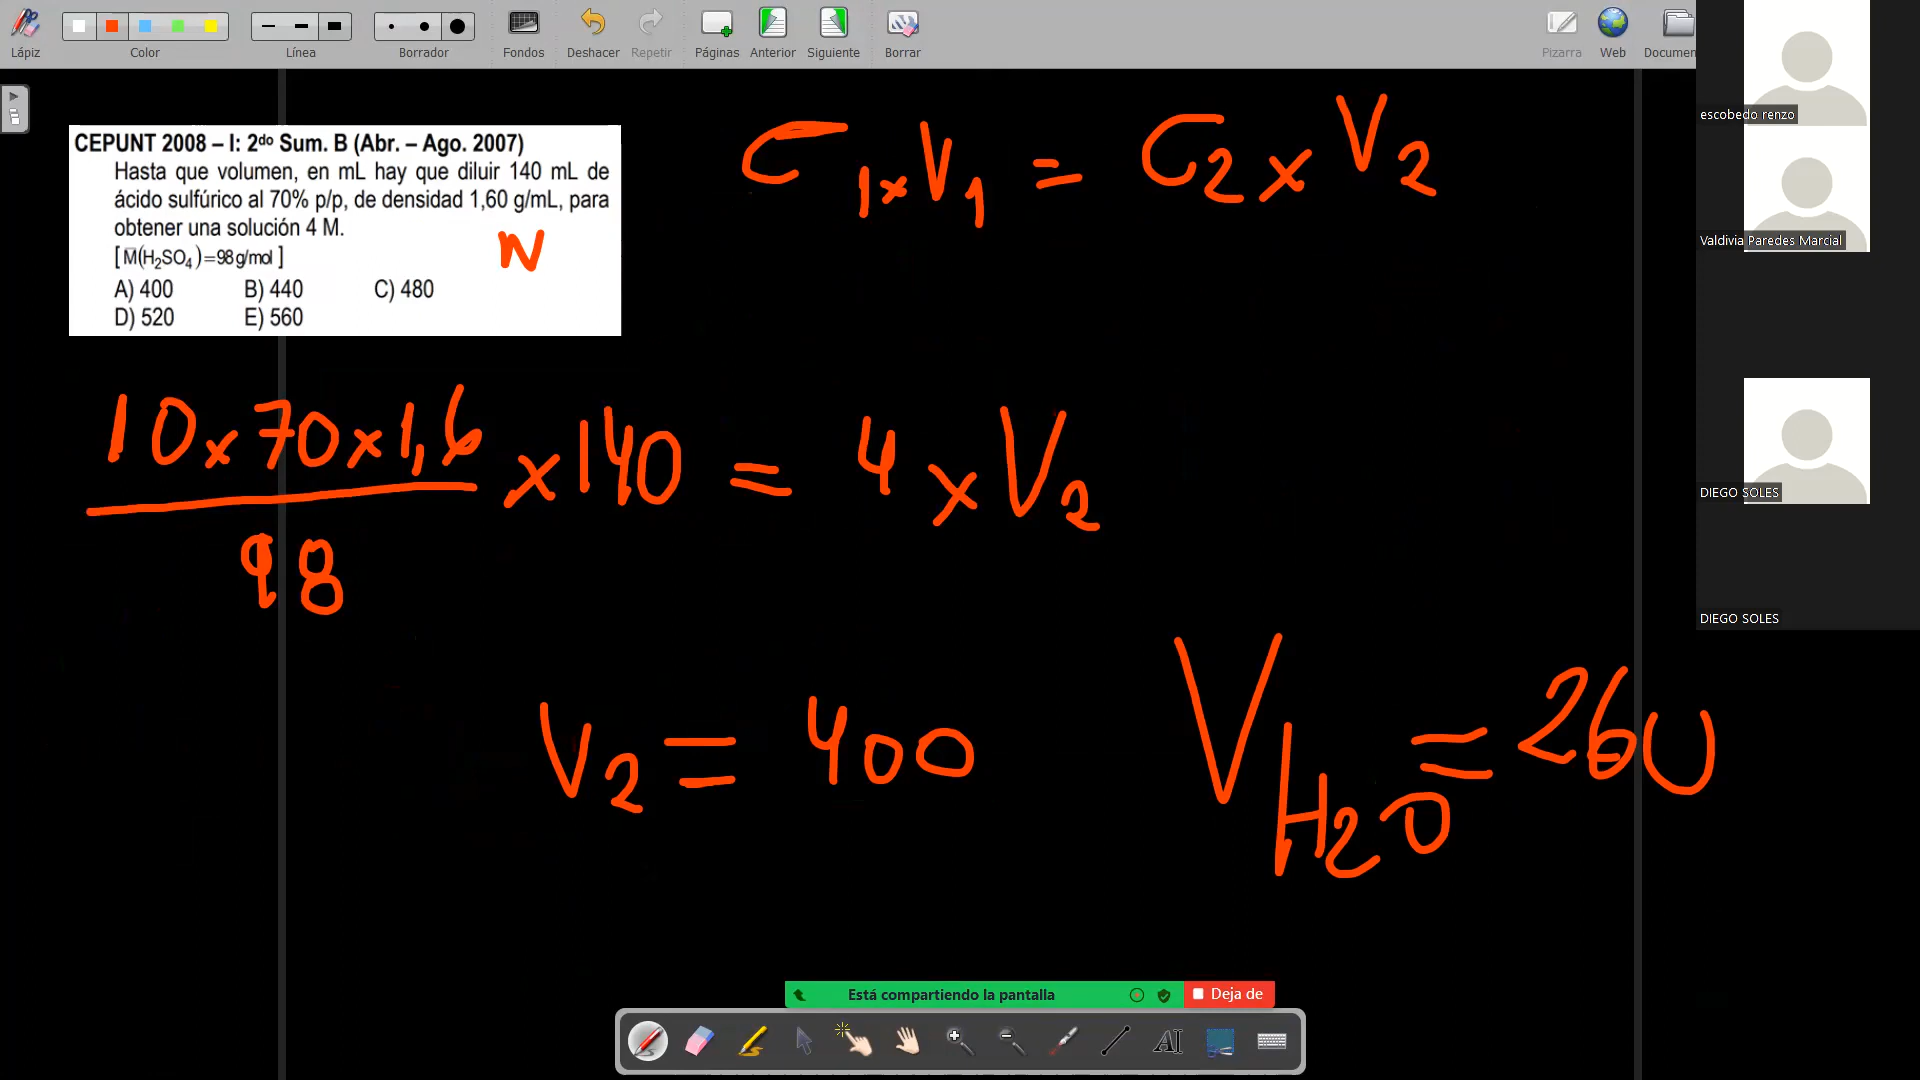 Lápiz
Color
Línea
Borrador
Fondos
Deshacer
Repetir
Páginas
Anterior
Siguiente
Borrar
Pizarra
Web
Documen
escobedo renzo
Valdivia Paredes Marcial
DIEGO SOLES
DIEGO SOLES
CEPUNT 2008 – I: 2do Sum. B (Abr. – Ago. 2007)
Hasta que volumen, en mL hay que diluir 140 mL de
ácido sulfúrico al 70% p/p, de densidad 1,60 g/mL, para
obtener una solución 4 M.
[ M̅(H₂SO₄)=98 g/mol ]
N
A) 400 B) 440 C) 480
D) 520 E) 560
C₁ x V₁ = C₂ x V₂
10 x 70 x 1,6
x 140 = 4 x V₂
98
V₂ = 400
V H₂O = 260
Está compartiendo la pantalla
Deja de
AI